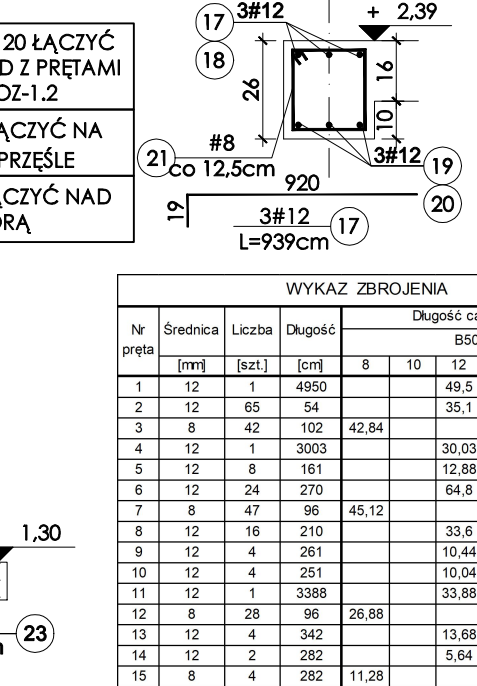 20 ŁĄCZYĆ
D Z PRĘTAMI
OZ-1.2
ĄCZYĆ NA
PRZĘŚLE
ĄCZYĆ NAD
ORĄ
17
3#12
18
+ 2,39
26
16
10
#8
21
co 12,5cm
3#12
19
20
920
19
3#12
17
L=939cm
1,30
23
WYKAZ ZBROJENIA
Nr pręta Średnica Liczba Długość Długość ca
B50
[mm] [szt.] [cm] 8 10 12
1 12 1 4950 49,5
2 12 65 54 35,1
3 8 42 102 42,84
4 12 1 3003 30,03
5 12 8 161 12,88
6 12 24 270 64,8
7 8 47 96 45,12
8 12 16 210 33,6
9 12 4 261 10,44
10 12 4 251 10,04
11 12 1 3388 33,88
12 8 28 96 26,88
13 12 4 342 13,68
14 12 2 282 5,64
15 8 4 282 11,28